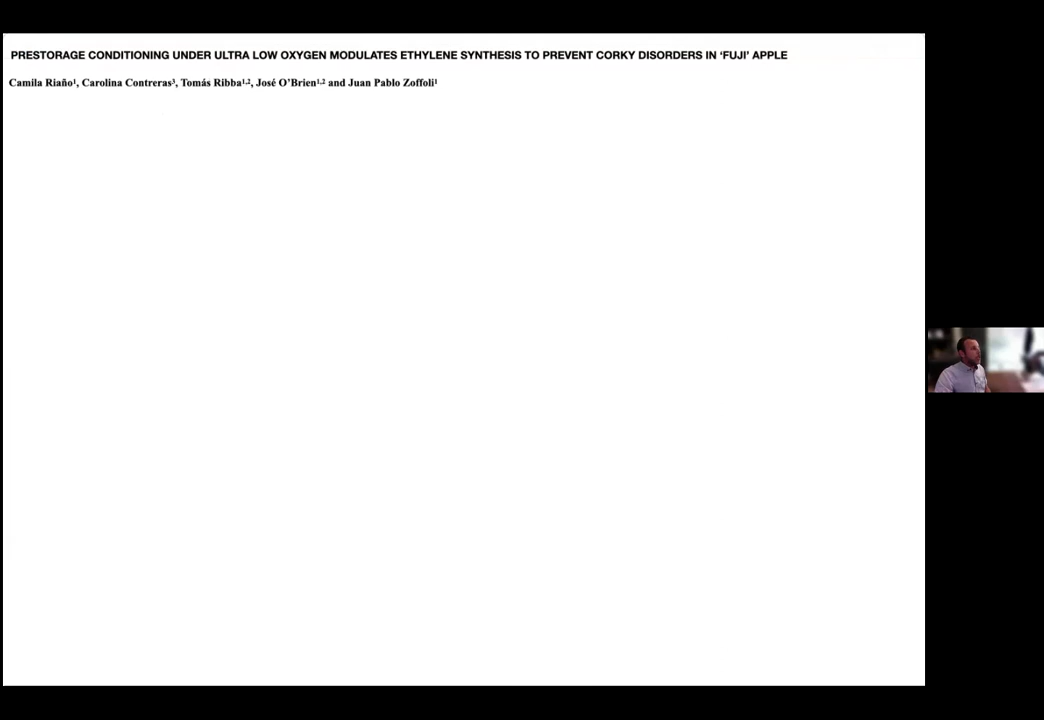 PRESTORAGE CONDITIONING UNDER ULTRA LOW OXYGEN MODULATES ETHYLENE SYNTHESIS TO PREVENT CORKY DISORDERS IN ‘FUJI’ APPLE
Camila Riaño¹, Carolina Contreras³, Tomás Ribba¹,², José O’Brien¹,² and Juan Pablo Zoffoli¹